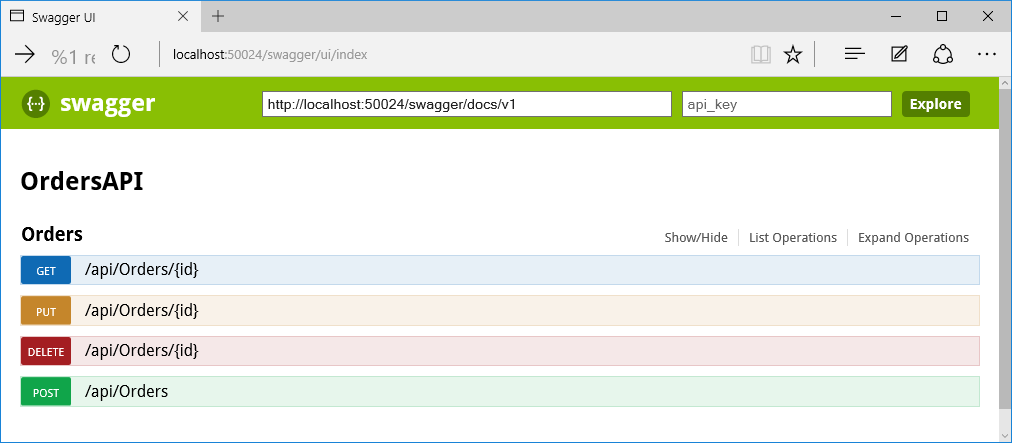 Swagger UI
%1 re
localhost:50024/swagger/ui/index
{··} swagger
http://localhost:50024/swagger/docs/v1
api_key
Explore
OrdersAPI
Orders
Show/Hide
List Operations
Expand Operations
GET /api/Orders/{id}
PUT /api/Orders/{id}
DELETE /api/Orders/{id}
POST /api/Orders